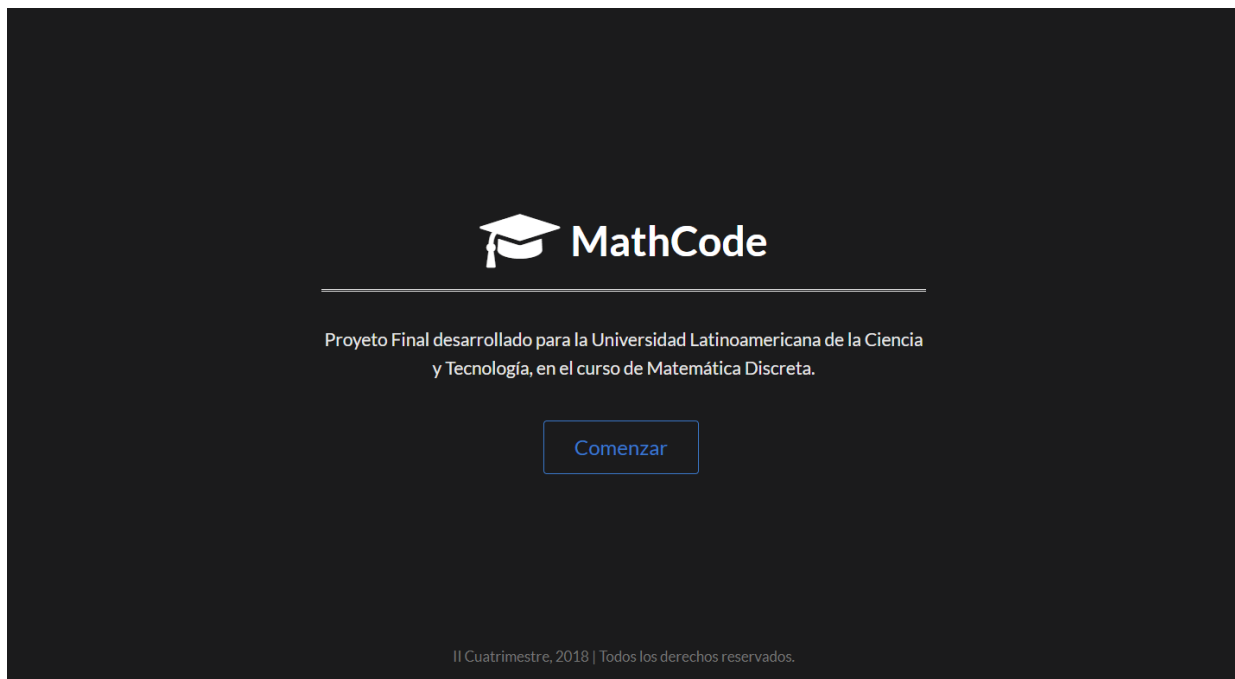 MathCode
Proyeto Final desarrollado para la Universidad Latinoamericana de la Ciencia
y Tecnología, en el curso de Matemática Discreta.
Comenzar
II Cuatrimestre, 2018 | Todos los derechos reservados.